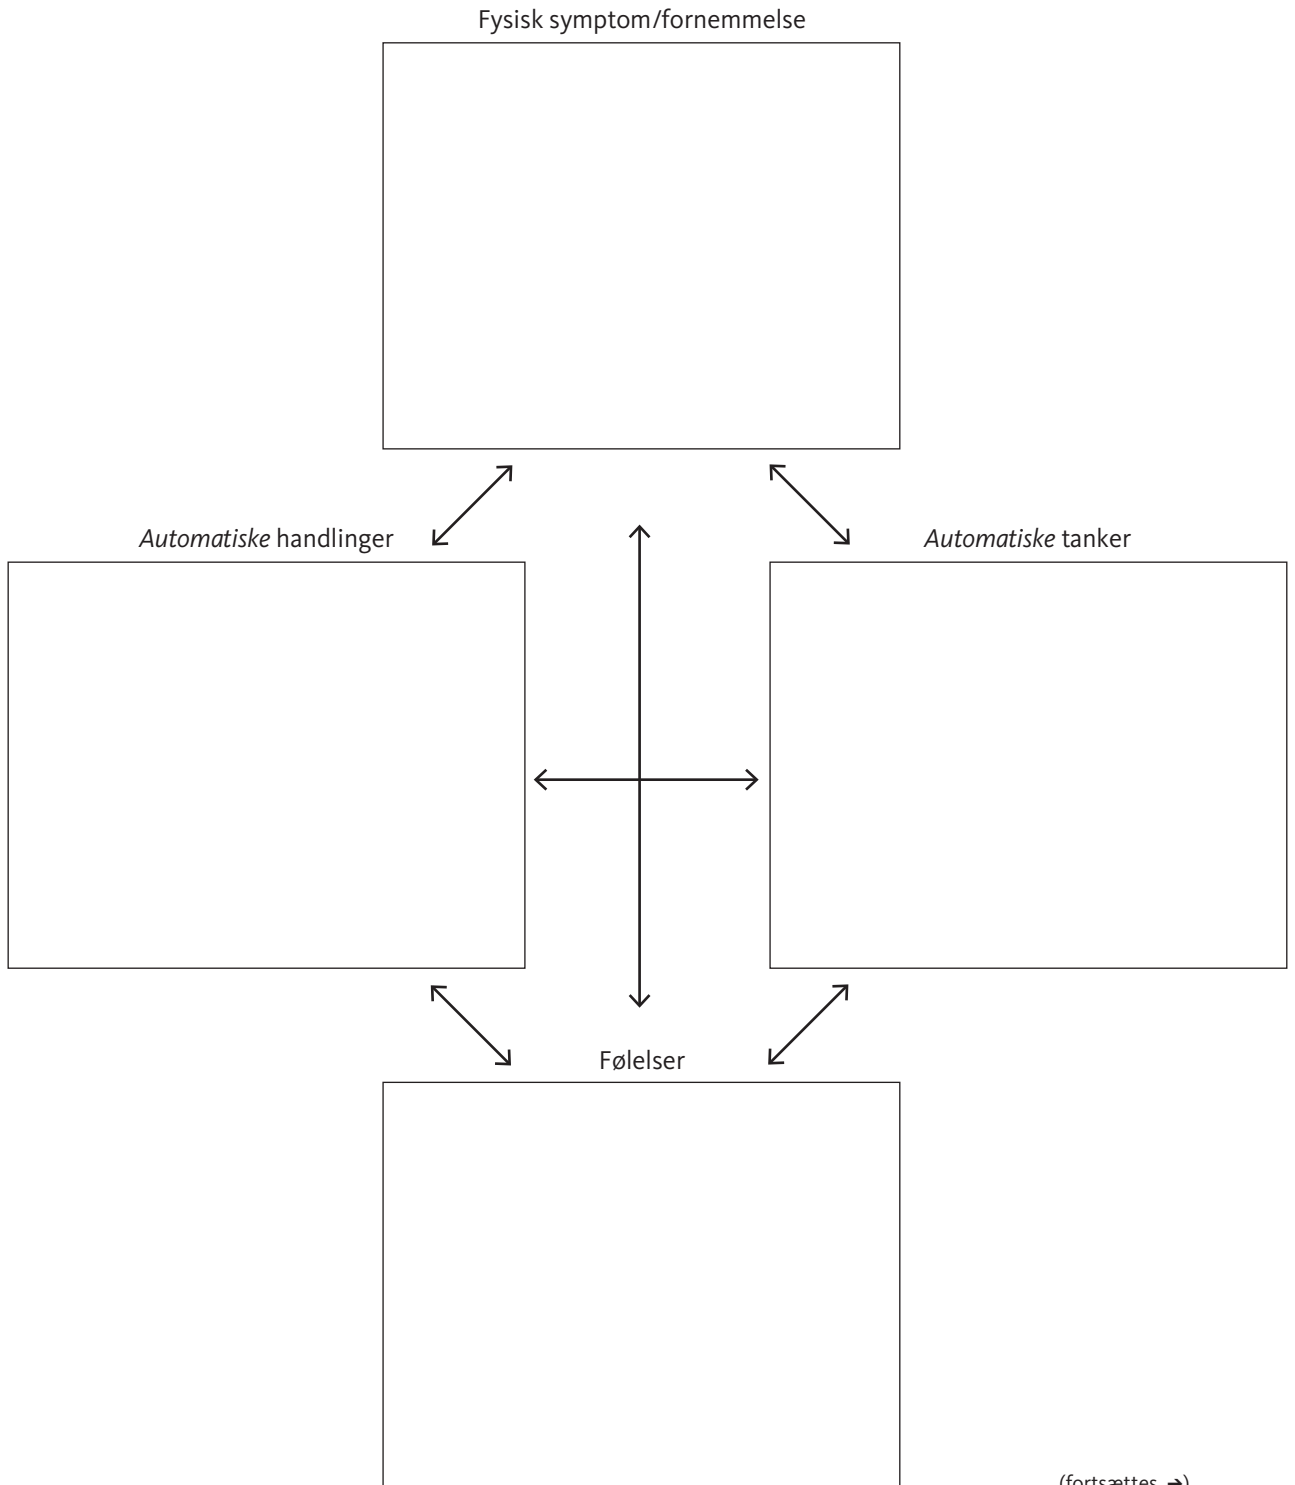 Fysisk symptom/fornemmelse
Automatiske handlinger
Automatiske tanker
Følelser
(fortsættes ➔)